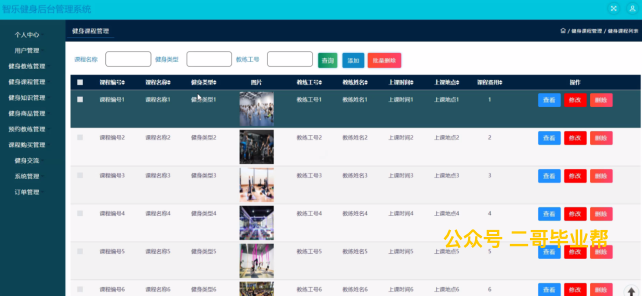 智乐健身后台管理系统
个人中心
用户管理
健身教练管理
健身课程管理
健身知识管理
健身商品管理
预约教练管理
课程购买管理
健身交流
系统管理
订单管理
健身课程管理
/ 健身课程管理 / 健身课程列表
课程名称 健身类型 教练工号 查询 添加 批量删除
课程编号 课程名称 健身类型 图片 教练工号 教练姓名 上课时间 上课地点 课程费用 操作
课程编号1 课程名称1 健身类型1 教练工号1 教练姓名1 上课时间1 上课地点1 1 查看 修改 删除
课程编号2 课程名称2 健身类型2 教练工号2 教练姓名2 上课时间2 上课地点2 2 查看 修改 删除
课程编号3 课程名称3 健身类型3 教练工号3 教练姓名3 上课时间3 上课地点3 3 查看 修改 删除
课程编号4 课程名称4 健身类型4 教练工号4 教练姓名4 上课时间4 上课地点4 4 查看 修改 删除
公众号 二哥毕业帮
课程编号5 课程名称5 健身类型5 教练工号5 教练姓名5 上课时间5 上课地点5 5 查看 修改 删除
课程编号6 课程名称6 健身类型6 教练工号6 教练姓名6 上课时间6 上课地点6 6 查看 修改 删除